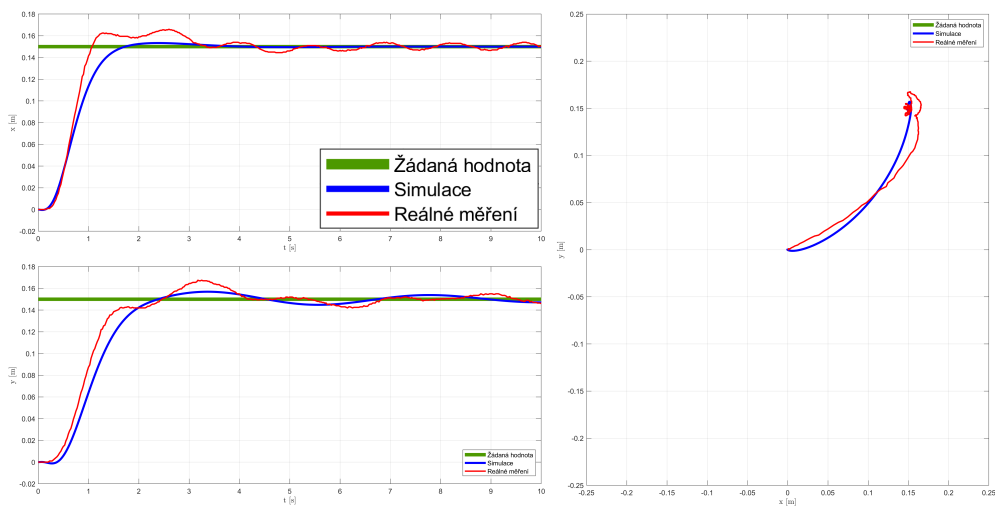 0.18
0.16
0.14
0.12
0.1
0.08
0.06
0.04
0.02
0
-0.02
x [m]
Žádaná hodnota
Simulace
Reálné měření
0 1 2 3 4 5 6 7 8 9 10
t [s]
0.18
0.16
0.14
0.12
0.1
0.08
0.06
0.04
0.02
0
-0.02
y [m]
Žádaná hodnota
Simulace
Reálné měření
0 1 2 3 4 5 6 7 8 9 10
t [s]
0.25
0.2
0.15
0.1
0.05
0
-0.05
-0.1
-0.15
-0.2
-0.25
y [m]
Žádaná hodnota
Simulace
Reálné měření
-0.25 -0.2 -0.15 -0.1 -0.05 0 0.05 0.1 0.15 0.2 0.25
x [m]